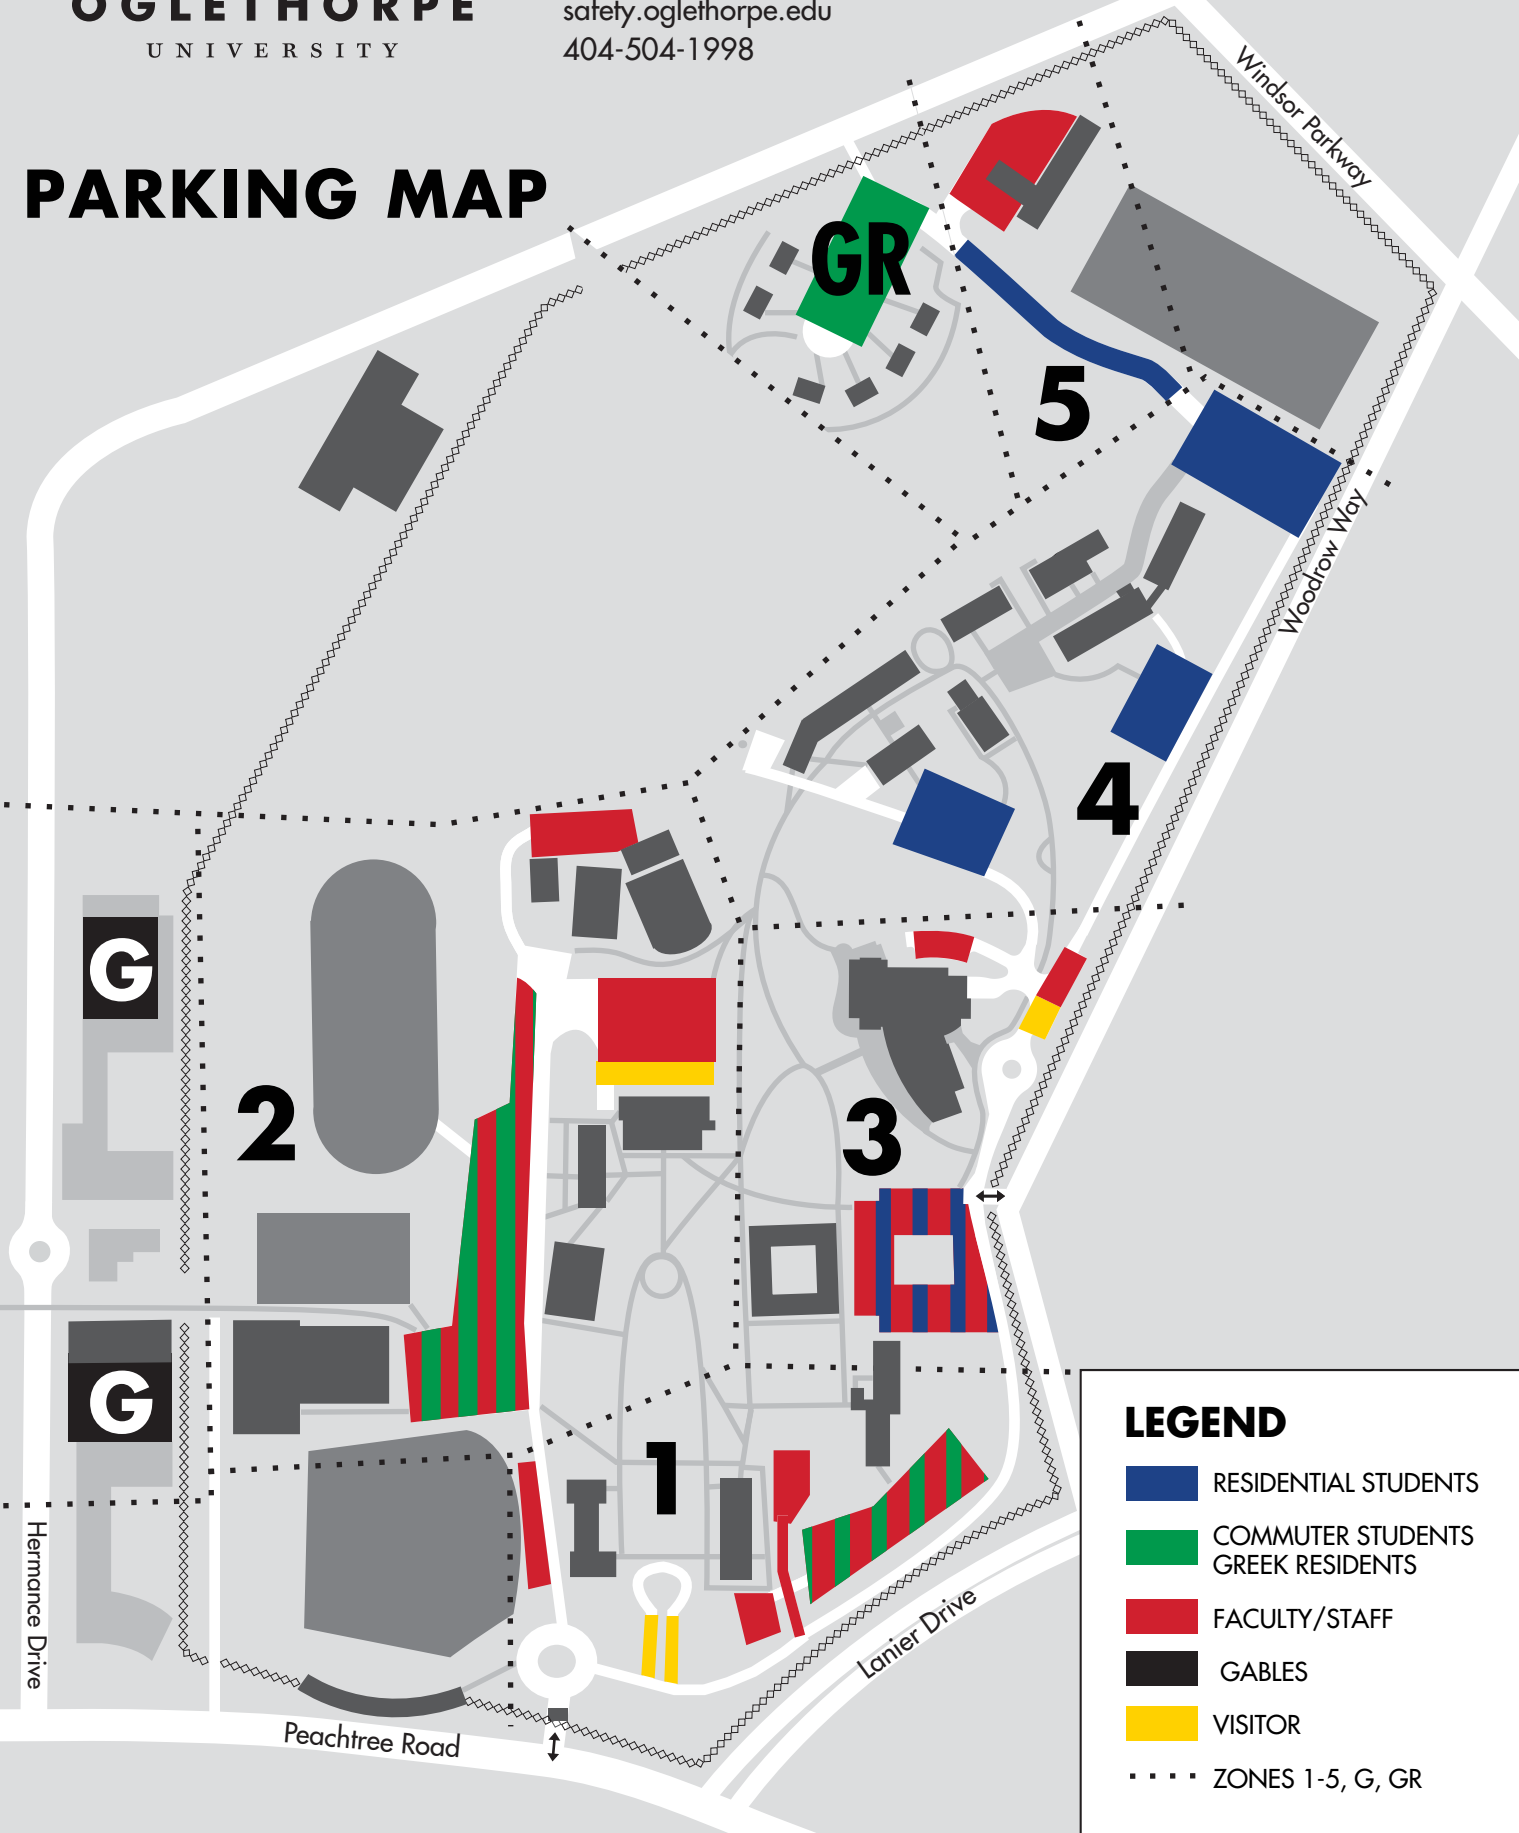 OGLETHORPE
UNIVERSITY
safety.oglethorpe.edu
404-504-1998
PARKING MAP
Windsor Parkway
GR
5
Woodrow Way
4
G
2
3
G
1
Hermance Drive
Lanier Drive
Peachtree Road
LEGEND
RESIDENTIAL STUDENTS
COMMUTER STUDENTS
GREEK RESIDENTS
FACULTY/STAFF
GABLES
VISITOR
ZONES 1-5, G, GR